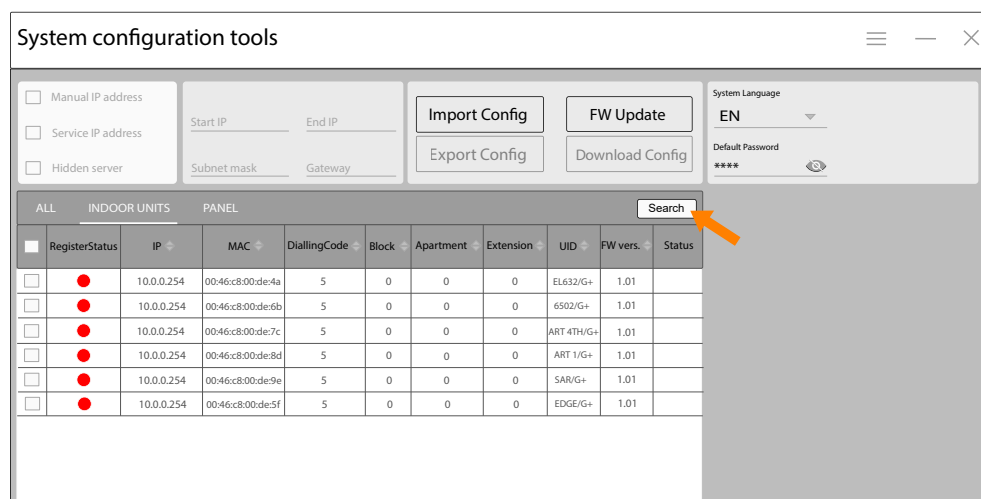 System configuration tools
Manual IP address
Service IP address
Hidden server
Start IP End IP
Subnet mask Gateway
Import Config FW Update
Export Config Download Config
System Language
EN
Default Password
****
ALL INDOOR UNITS PANEL Search
RegisterStatus IP MAC DiallingCode Block Apartment Extension UID FW vers. Status
10.0.0.254 00:46:c8:00:de:4a 5 0 0 0 EL632/G+ 1.01
10.0.0.254 00:46:c8:00:de:6b 5 0 0 0 6502/G+ 1.01
10.0.0.254 00:46:c8:00:de:7c 5 0 0 0 ART 4TH/G+ 1.01
10.0.0.254 00:46:c8:00:de:8d 5 0 0 0 ART 1/G+ 1.01
10.0.0.254 00:46:c8:00:de:9e 5 0 0 0 SAR/G+ 1.01
10.0.0.254 00:46:c8:00:de:5f 5 0 0 0 EDGE/G+ 1.01